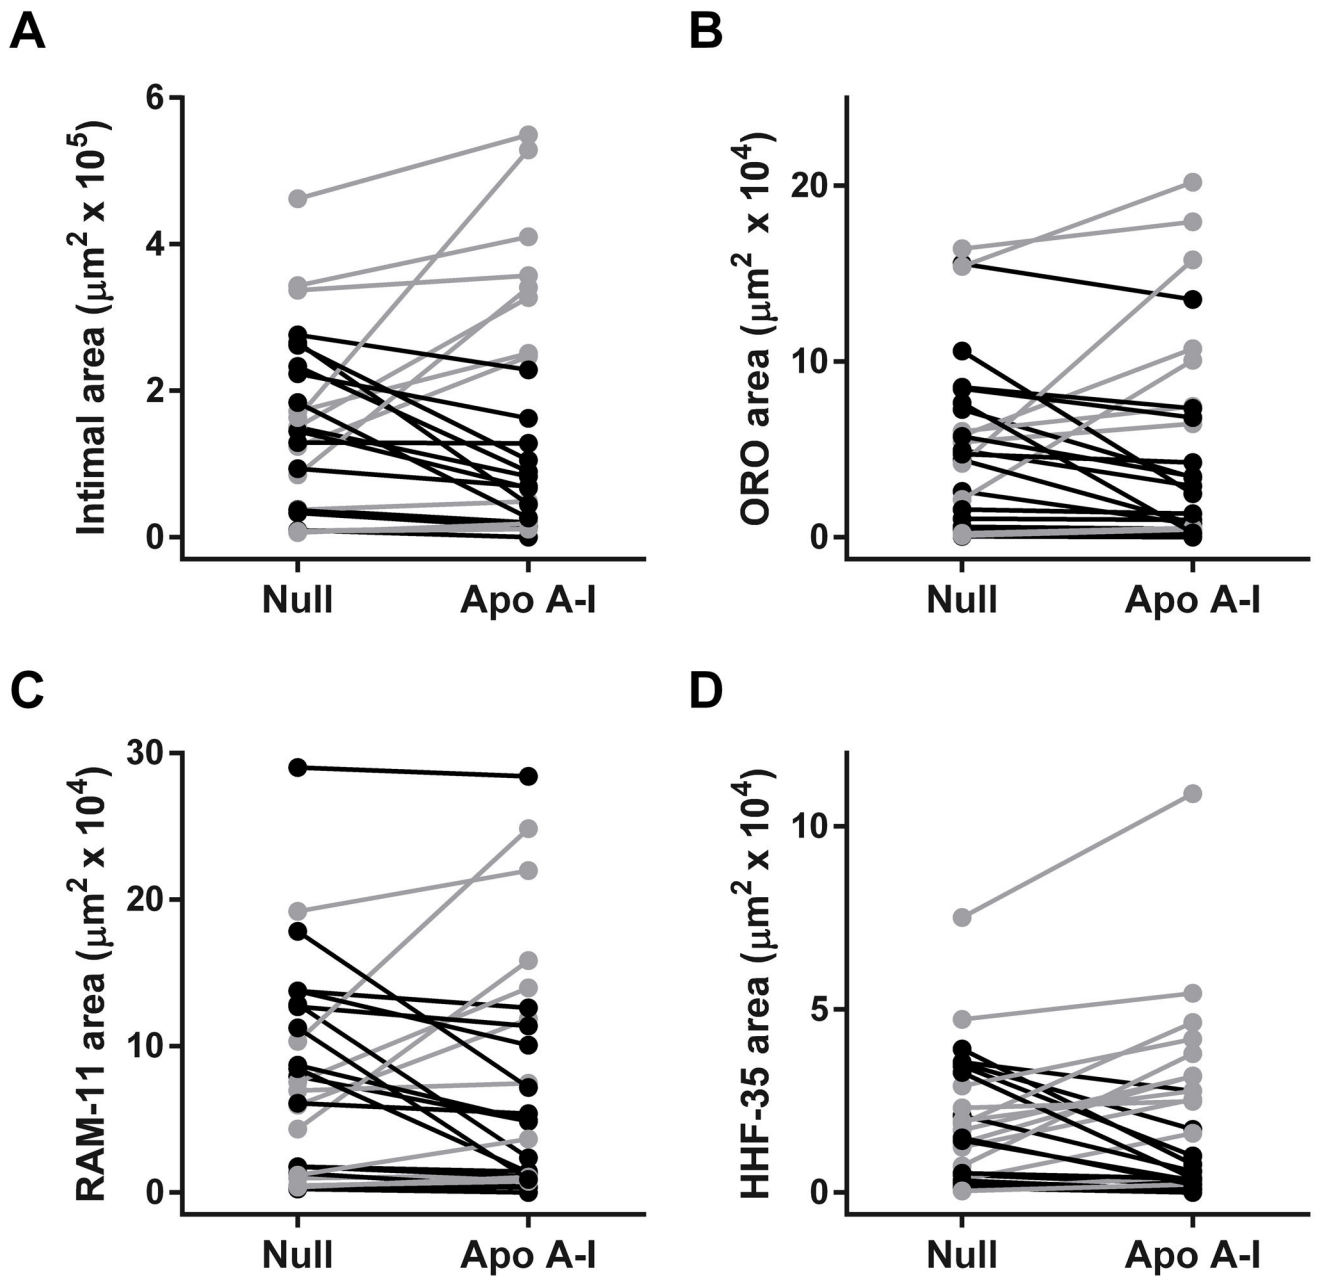 A
Intimal area (μm² x 10⁵)
6
4
2
0
Null Apo A-I
B
ORO area (μm² x 10⁴)
20
10
0
Null Apo A-I
C
RAM-11 area (μm² x 10⁴)
30
20
10
0
Null Apo A-I
D
HHF-35 area (μm² x 10⁴)
10
5
0
Null Apo A-I